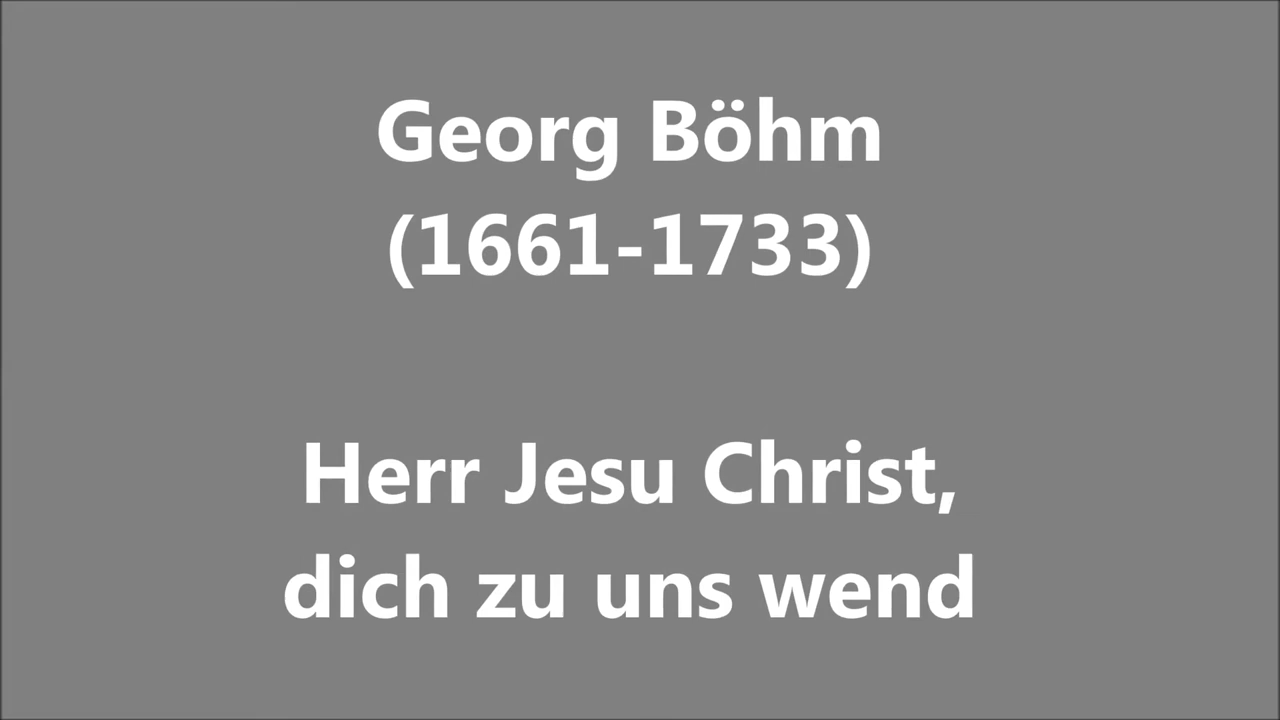 Georg Böhm
(1661-1733)
Herr Jesu Christ,
dich zu uns wend